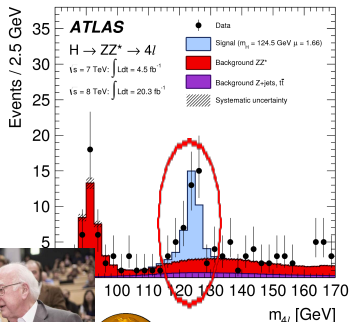 ATLAS
H → ZZ* → 4l
√s = 7 TeV: ∫Ldt = 4.5 fb⁻¹
√s = 8 TeV: ∫Ldt = 20.3 fb⁻¹
Data
Signal (mH = 124.5 GeV μ = 1.66)
Background ZZ*
Background Z+jets, tt̄
Systematic uncertainty
Events / 2.5 GeV
35
30
25
20
15
10
5
100 110 120 130 140 150 160 170
m4l [GeV]